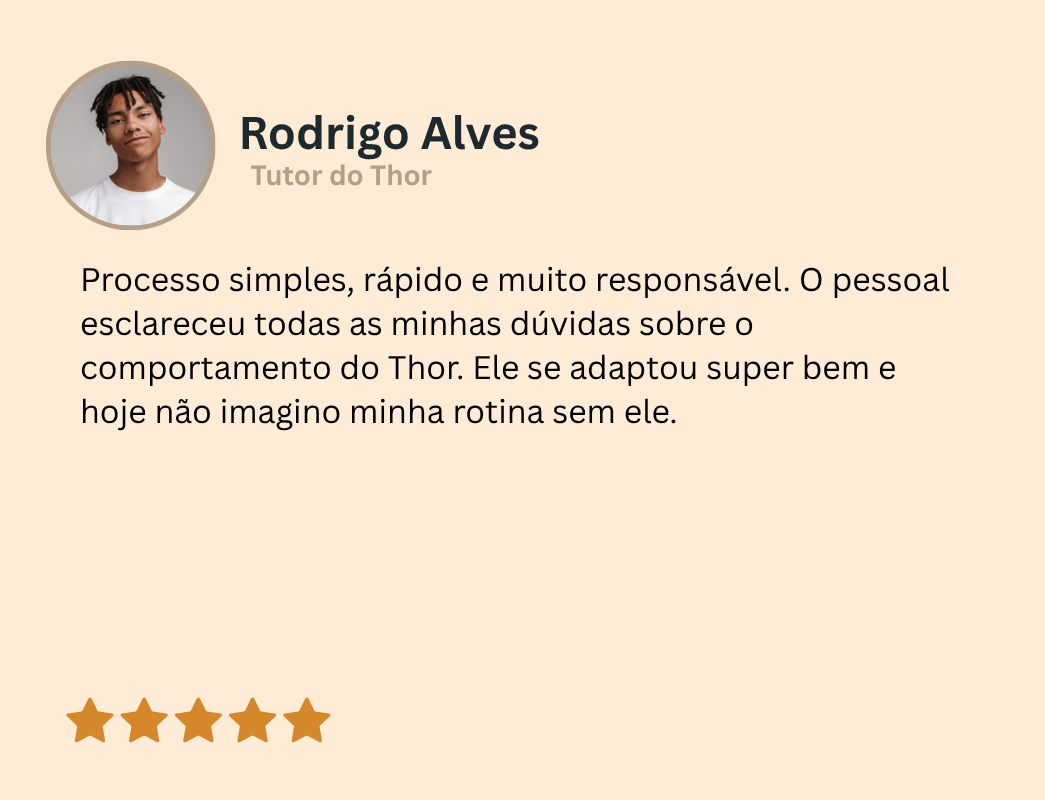 Rodrigo Alves
Tutor do Thor
Processo simples, rápido e muito responsável. O pessoal
esclareceu todas as minhas dúvidas sobre o
comportamento do Thor. Ele se adaptou super bem e
hoje não imagino minha rotina sem ele.